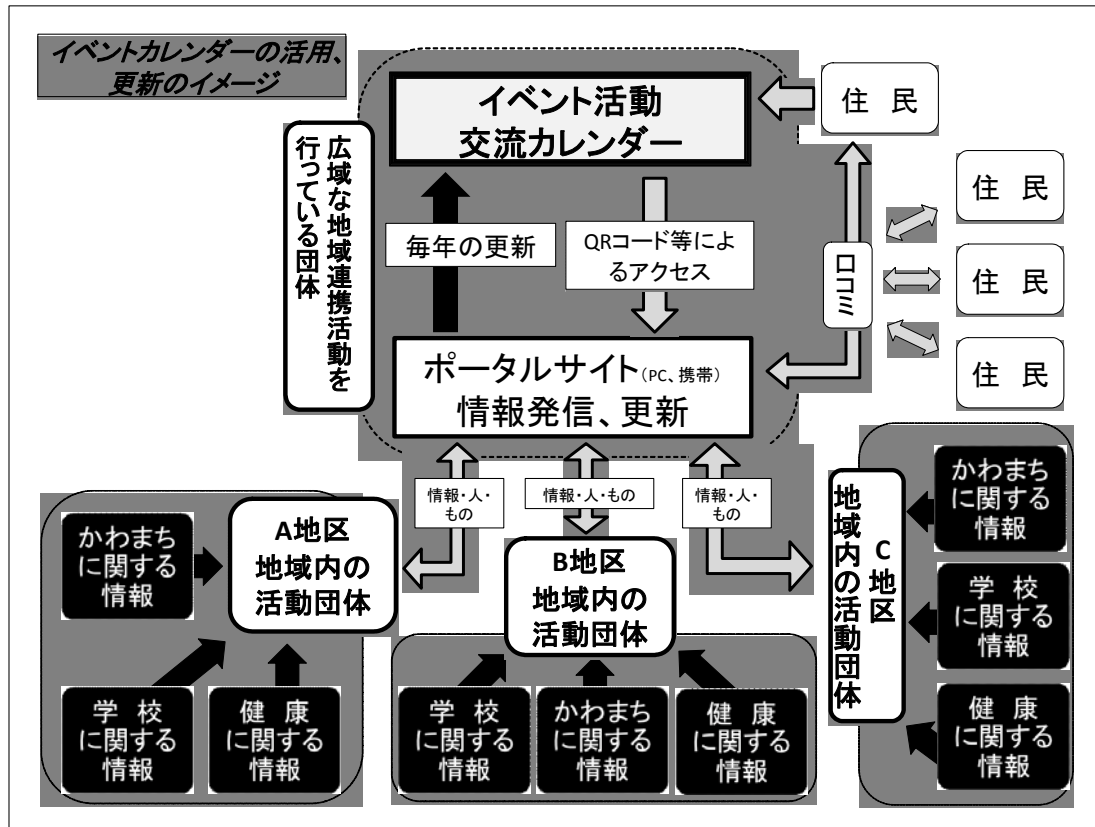 イベントカレンダーの活用、
更新のイメージ
イベント活動
交流カレンダー
住 民
広域な地域連携活動を
行っている団体
毎年の更新
QRコード等によ
るアクセス
口コミ
住 民
住 民
住 民
ポータルサイト(PC、携帯)
情報発信、更新
情報・人・
もの
情報・人・もの
情報・人・
もの
A地区
地域内の
活動団体
かわまち
に関する
情報
学 校
に関する
情報
健 康
に関する
情報
B地区
地域内の
活動団体
学 校
に関する
情報
かわまち
に関する
情報
健 康
に関する
情報
C地区
地域内の活動団体
かわまち
に関する
情報
学 校
に関する
情報
健 康
に関する
情報